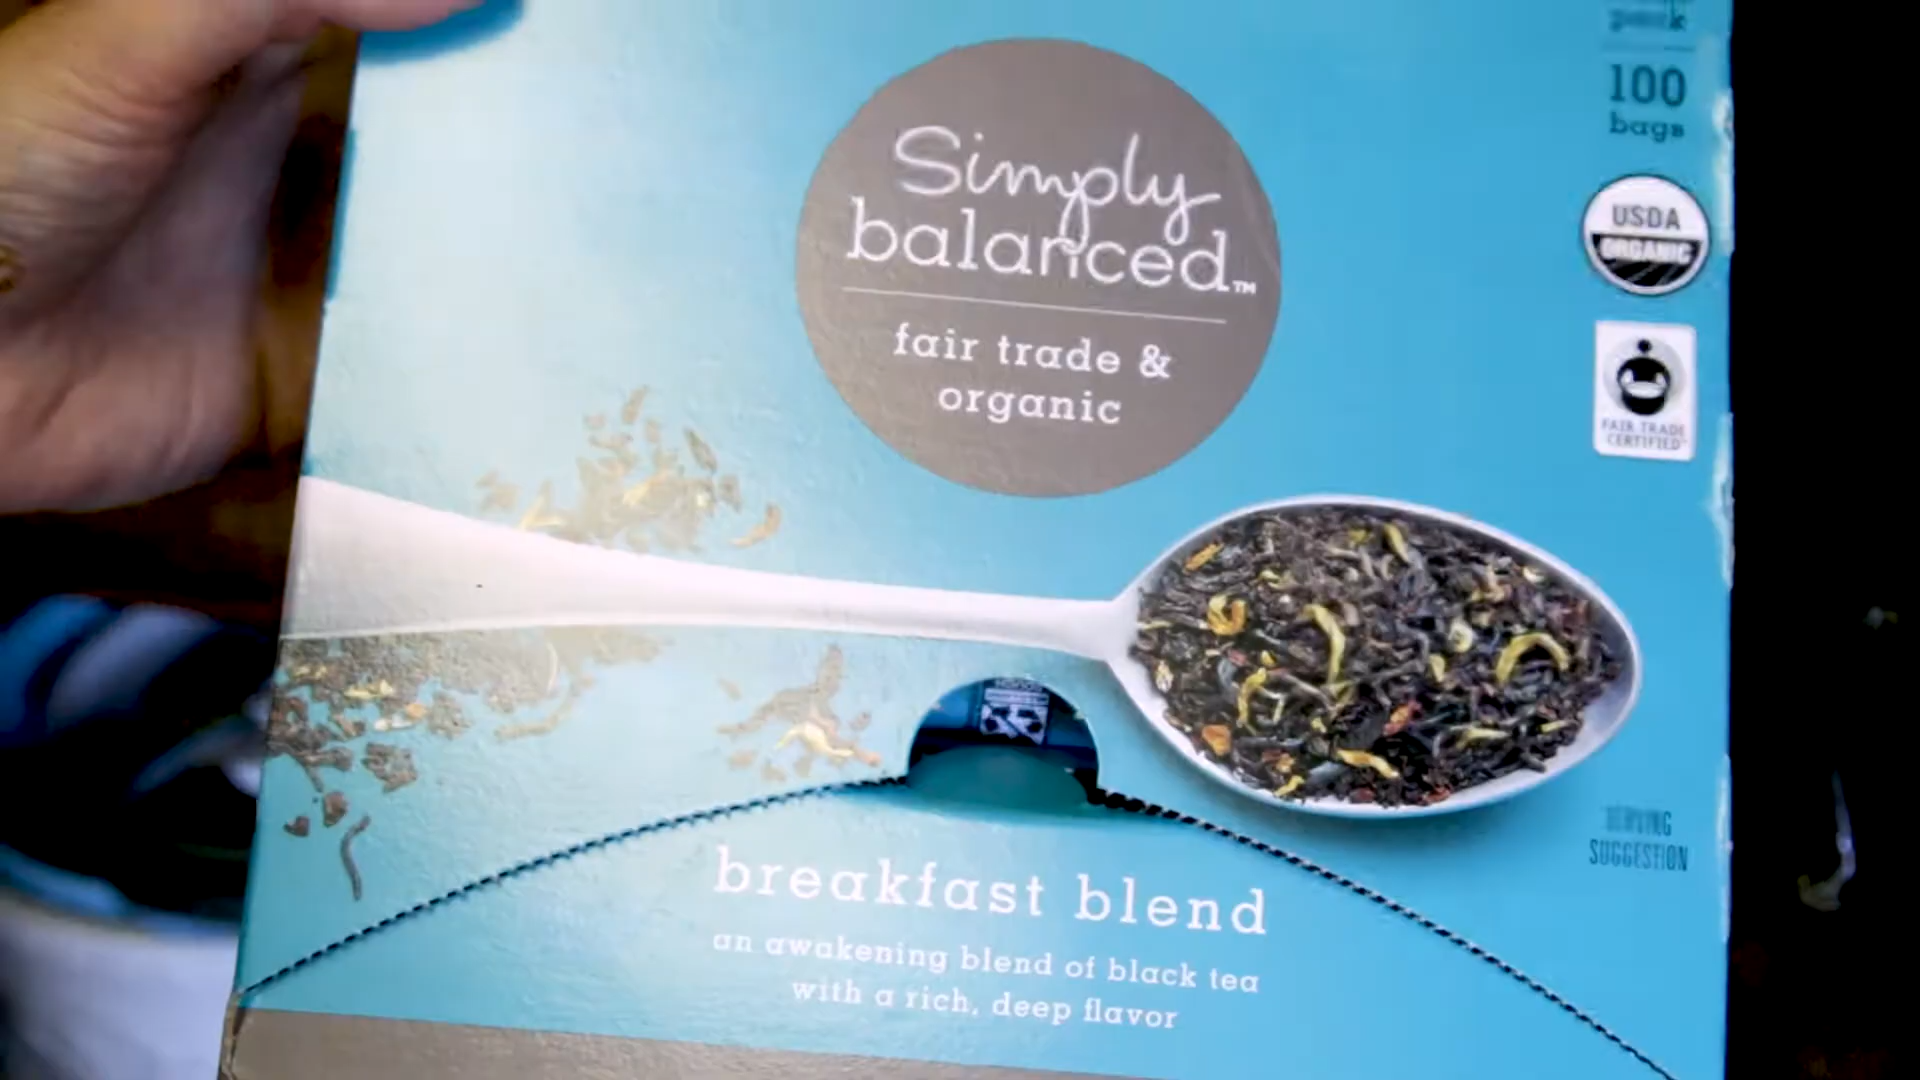 Simply
balanced™
fair trade &
organic
pack
100
bags
USDA
ORGANIC
FAIR TRADE
CERTIFIED
SERVING
SUGGESTION
breakfast blend
an awakening blend of black tea
with a rich, deep flavor